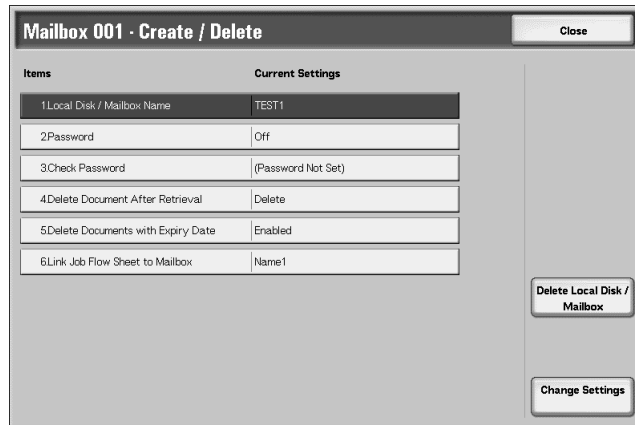 Mailbox 001 - Create / Delete
Close
Items Current Settings
1.Local Disk / Mailbox Name TEST1
2.Password Off
3.Check Password (Password Not Set)
4.Delete Document After Retrieval Delete
5.Delete Documents with Expiry Date Enabled
6.Link Job Flow Sheet to Mailbox Name1
Delete Local Disk /
Mailbox
Change Settings